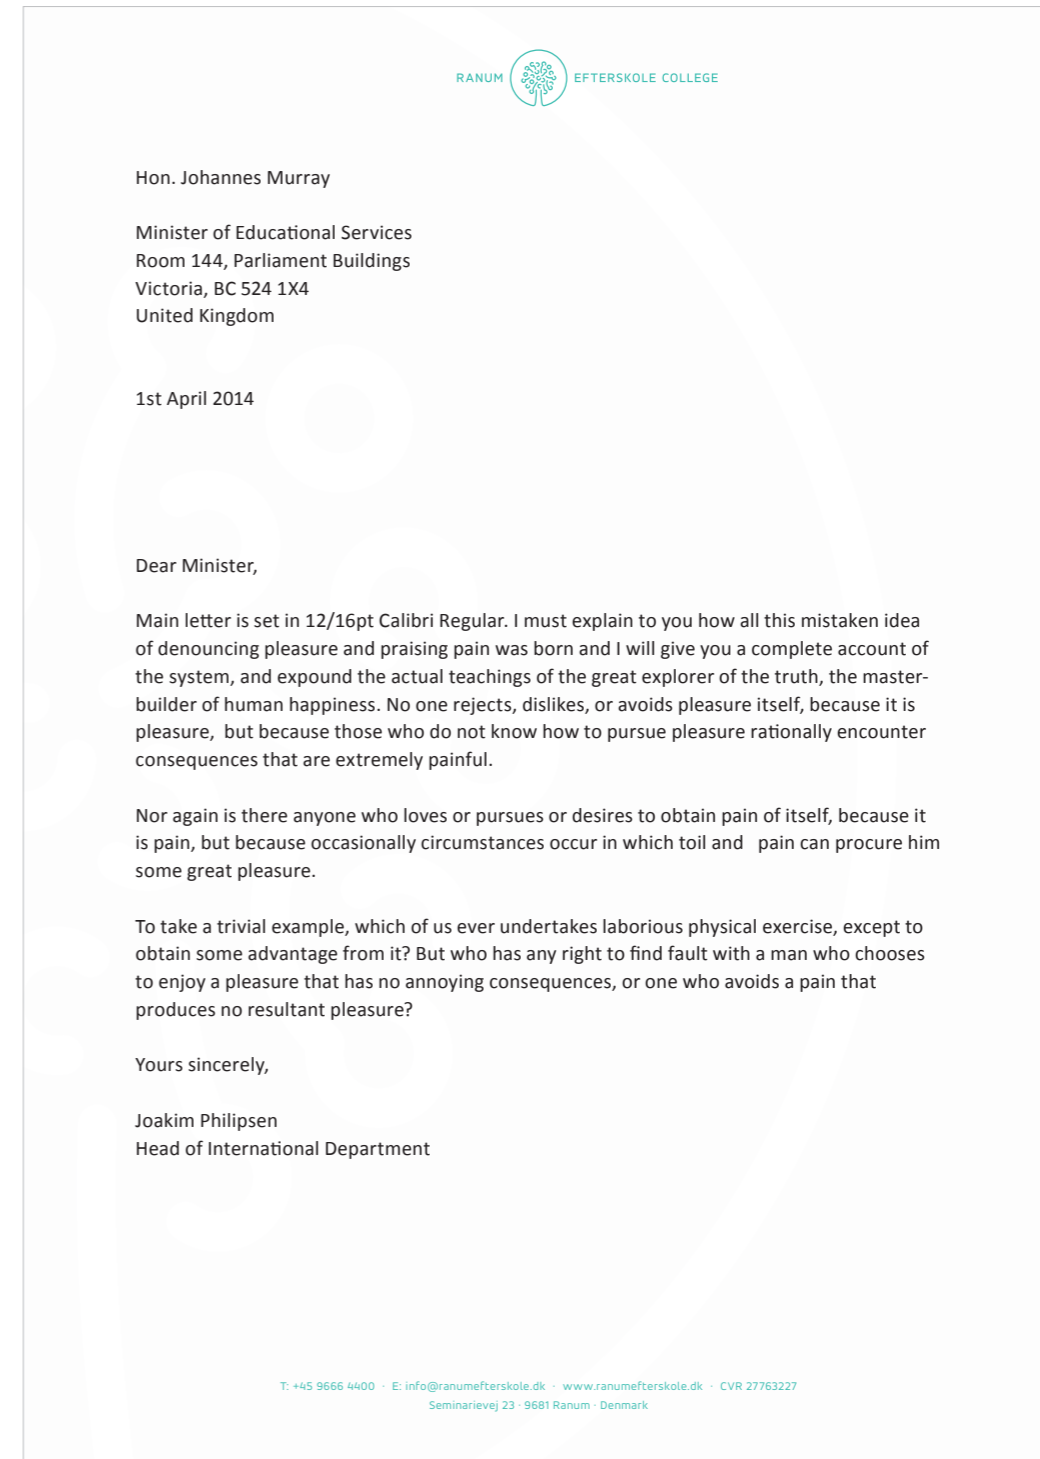 RANUM EFTERSKOLE COLLEGE
Hon. Johannes Murray
Minister of Educational Services
Room 144, Parliament Buildings
Victoria, BC 524 1X4
United Kingdom
1st April 2014
Dear Minister,
Main letter is set in 12/16pt Calibri Regular. I must explain to you how all this mistaken idea
of denouncing pleasure and praising pain was born and I will give you a complete account of
the system, and expound the actual teachings of the great explorer of the truth, the master-
builder of human happiness. No one rejects, dislikes, or avoids pleasure itself, because it is
pleasure,  but because those who do not know how to pursue pleasure rationally encounter
consequences that are extremely painful.
Nor again is there anyone who loves or pursues or desires to obtain pain of itself, because it
is pain, but because occasionally circumstances occur in which toil and   pain can procure him
some great pleasure.
To take a trivial example, which of us ever undertakes laborious physical exercise, except to
obtain some advantage from it? But who has any right to find fault with a man who chooses
to enjoy a pleasure that has no annoying consequences, or one who avoids a pain that
produces no resultant pleasure?
Yours sincerely,
Joakim Philipsen
Head of International Department
T: +45 9666 4400 · E: info@ranumefterskole.dk · www.ranumefterskole.dk · CVR 27763227
Seminarievej 23 · 9681 Ranum · Denmark